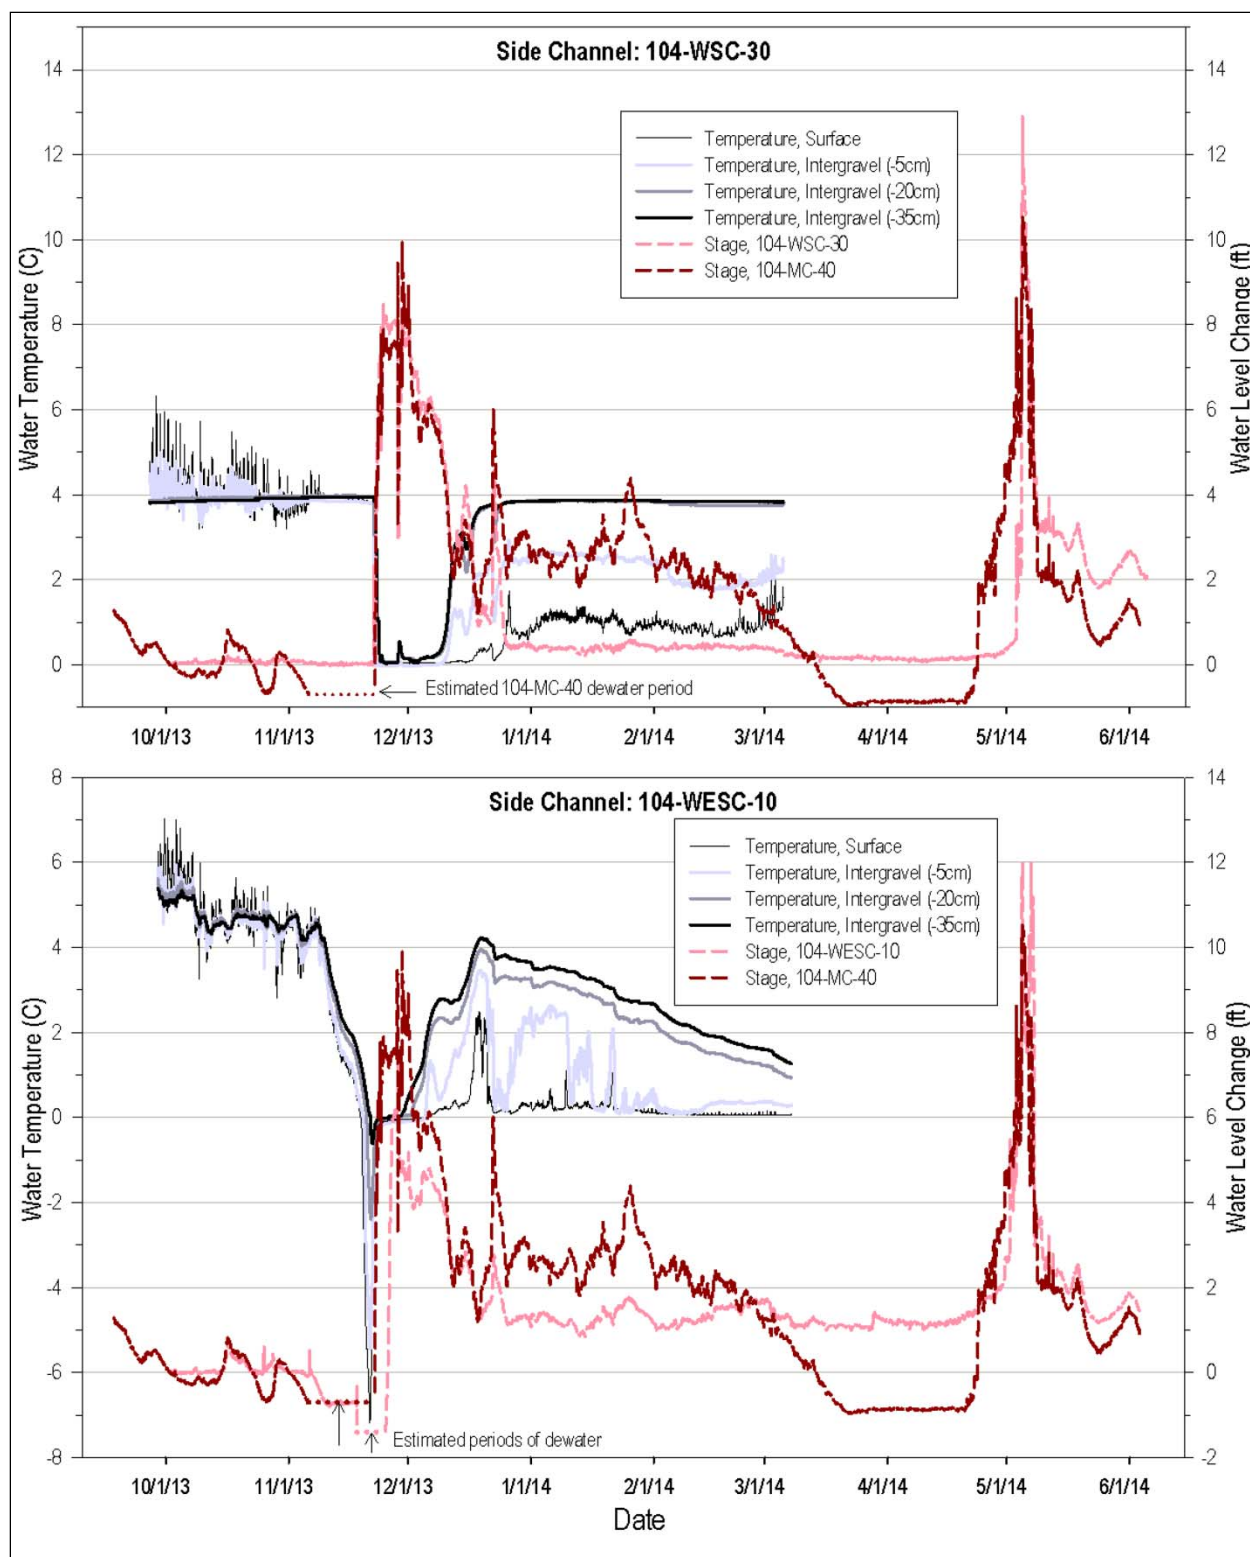 Side Channel: 104-WSC-30
Water Temperature (C)
Water Level Change (ft)
14
12
10
8
6
4
2
0
14
12
10
8
6
4
2
0
Temperature, Surface
Temperature, Intergravel (-5cm)
Temperature, Intergravel (-20cm)
Temperature, Intergravel (-35cm)
Stage, 104-WSC-30
Stage, 104-MC-40
Estimated 104-MC-40 dewater period
10/1/13 11/1/13 12/1/13 1/1/14 2/1/14 3/1/14 4/1/14 5/1/14 6/1/14
Side Channel: 104-WESC-10
Water Temperature (C)
Water Level Change (ft)
8
6
4
2
0
-2
-4
-6
-8
14
12
10
8
6
4
2
0
-2
Temperature, Surface
Temperature, Intergravel (-5cm)
Temperature, Intergravel (-20cm)
Temperature, Intergravel (-35cm)
Stage, 104-WESC-10
Stage, 104-MC-40
Estimated periods of dewater
10/1/13 11/1/13 12/1/13 1/1/14 2/1/14 3/1/14 4/1/14 5/1/14 6/1/14
Date